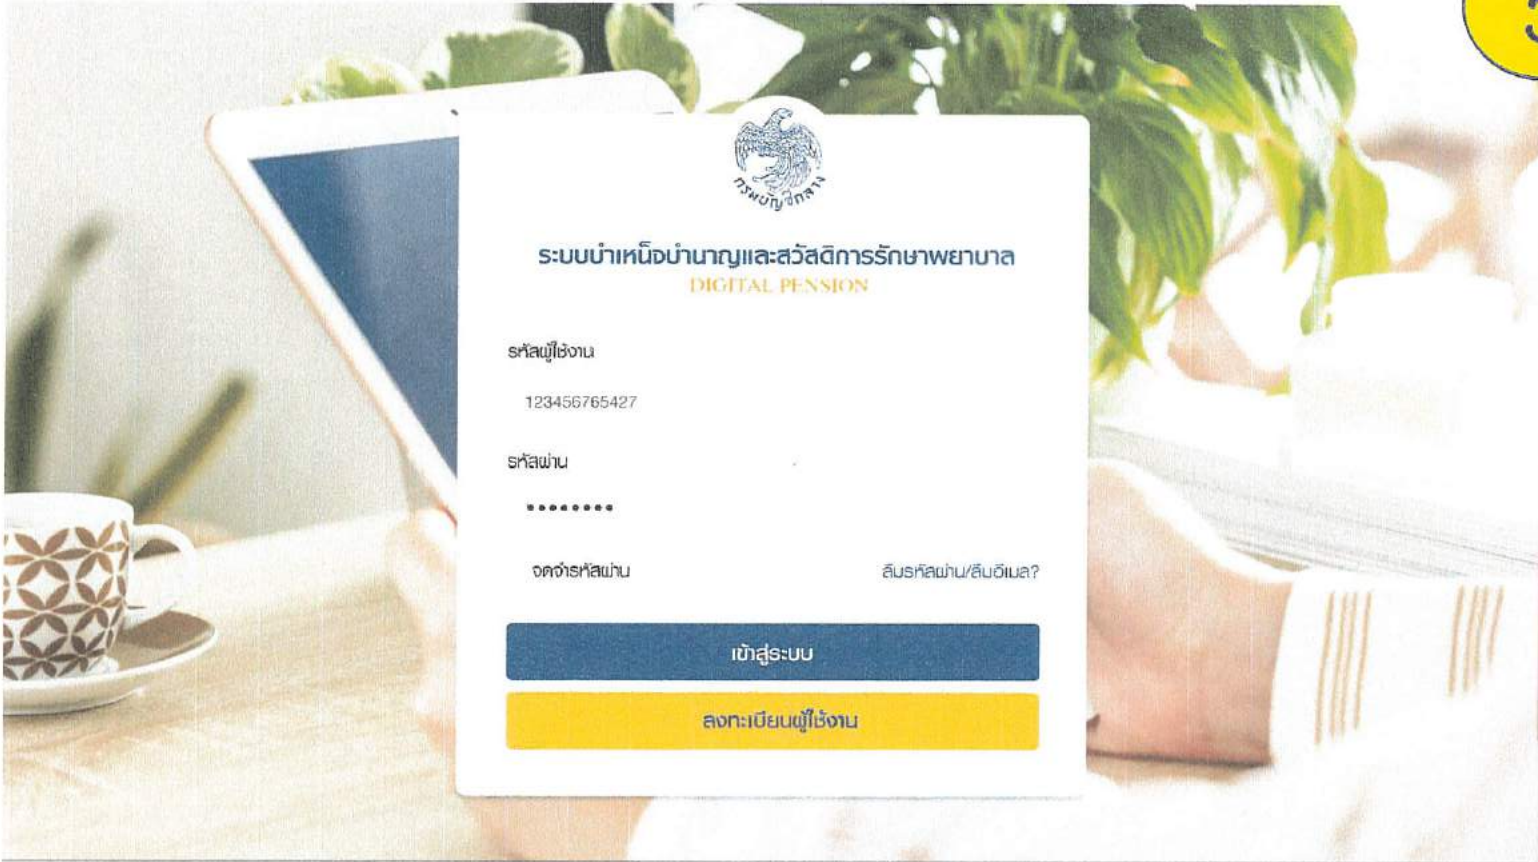 กรมบัญชีกลาง
ระบบบำเหน็จบำนาญและสวัสดิการรักษาพยาบาล
DIGITAL PENSION
รหัสผู้ใช้งาน
123456765427
รหัสผ่าน
••••••••
จดจำรหัสผ่าน
ลืมรหัสผ่าน/ลืมอีเมล?
เข้าสู่ระบบ
ลงทะเบียนผู้ใช้งาน